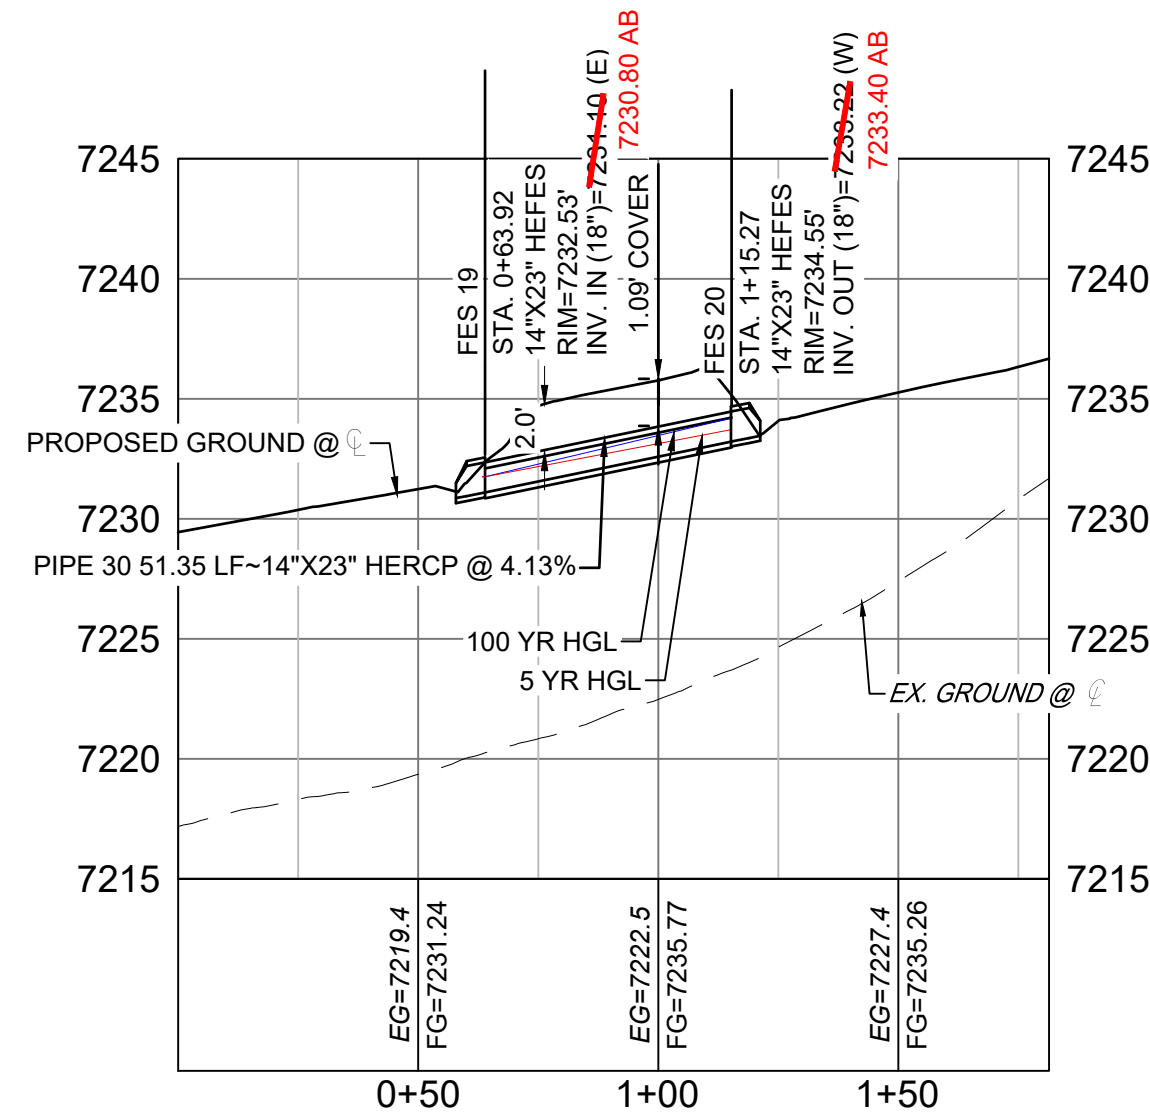 FES 19
STA. 0+63.92
14"X23" HEFES
RIM=7232.53'
INV. IN (18")=7231.10 (E)
7230.80 AB
1.09' COVER
FES 20
STA. 1+15.27
14"X23" HEFES
RIM=7234.55'
INV. OUT (18")=7233.22 (W)
7233.40 AB
7245
7245
7240
7240
7235
7235
2.0'
PROPOSED GROUND @ ℄
7230
7230
PIPE 30 51.35 LF~14"X23" HERCP @ 4.13%
7225
7225
100 YR HGL
5 YR HGL
EX. GROUND @ ℄
7220
7220
7215
7215
EG=7219.4
FG=7231.24
EG=7222.5
FG=7235.77
EG=7227.4
FG=7235.26
0+50
1+00
1+50